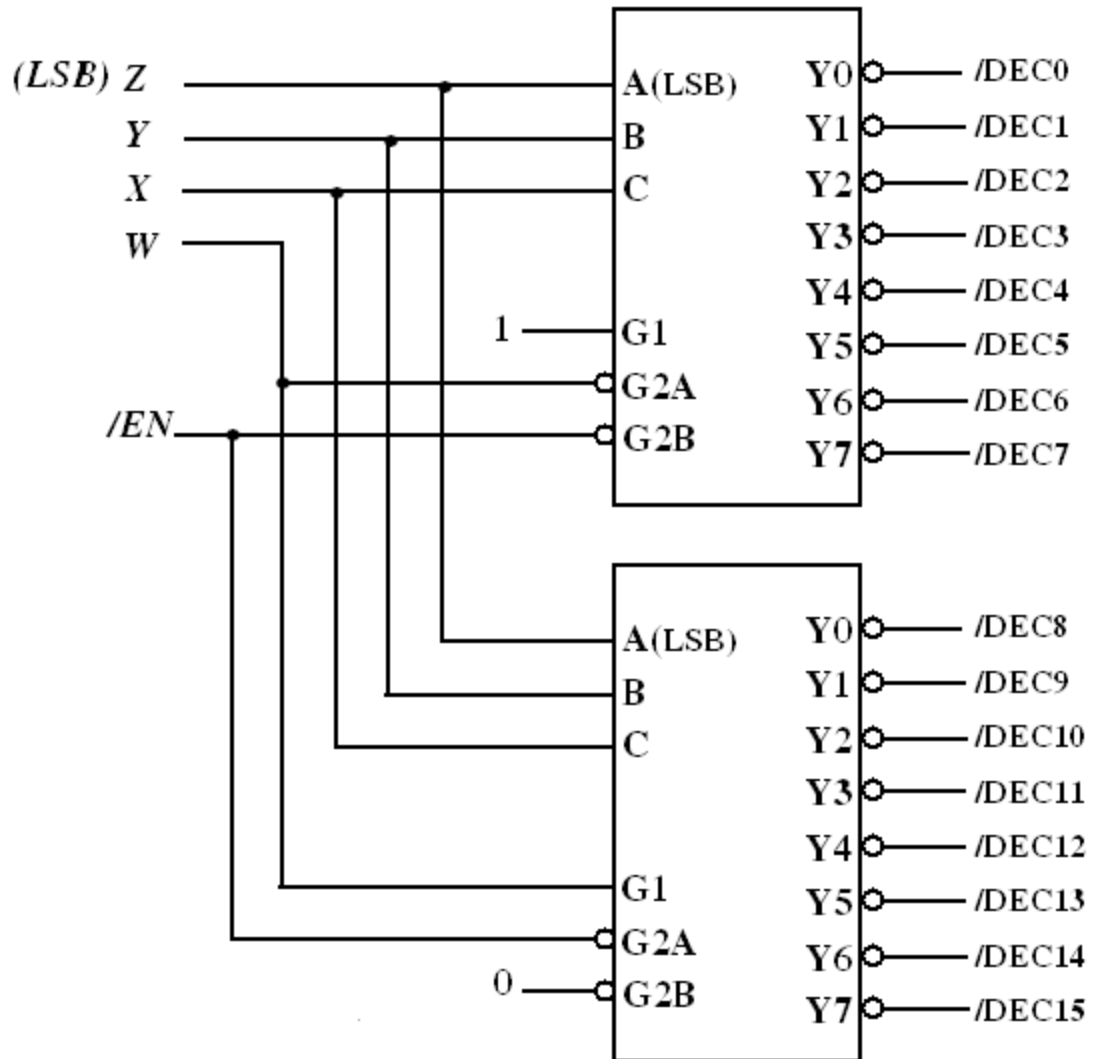 (LSB) Z
Y
X
W
1
/EN
A(LSB)
B
C
G1
G2A
G2B
Y0
Y1
Y2
Y3
Y4
Y5
Y6
Y7
/DEC0
/DEC1
/DEC2
/DEC3
/DEC4
/DEC5
/DEC6
/DEC7
0
A(LSB)
B
C
G1
G2A
G2B
Y0
Y1
Y2
Y3
Y4
Y5
Y6
Y7
/DEC8
/DEC9
/DEC10
/DEC11
/DEC12
/DEC13
/DEC14
/DEC15